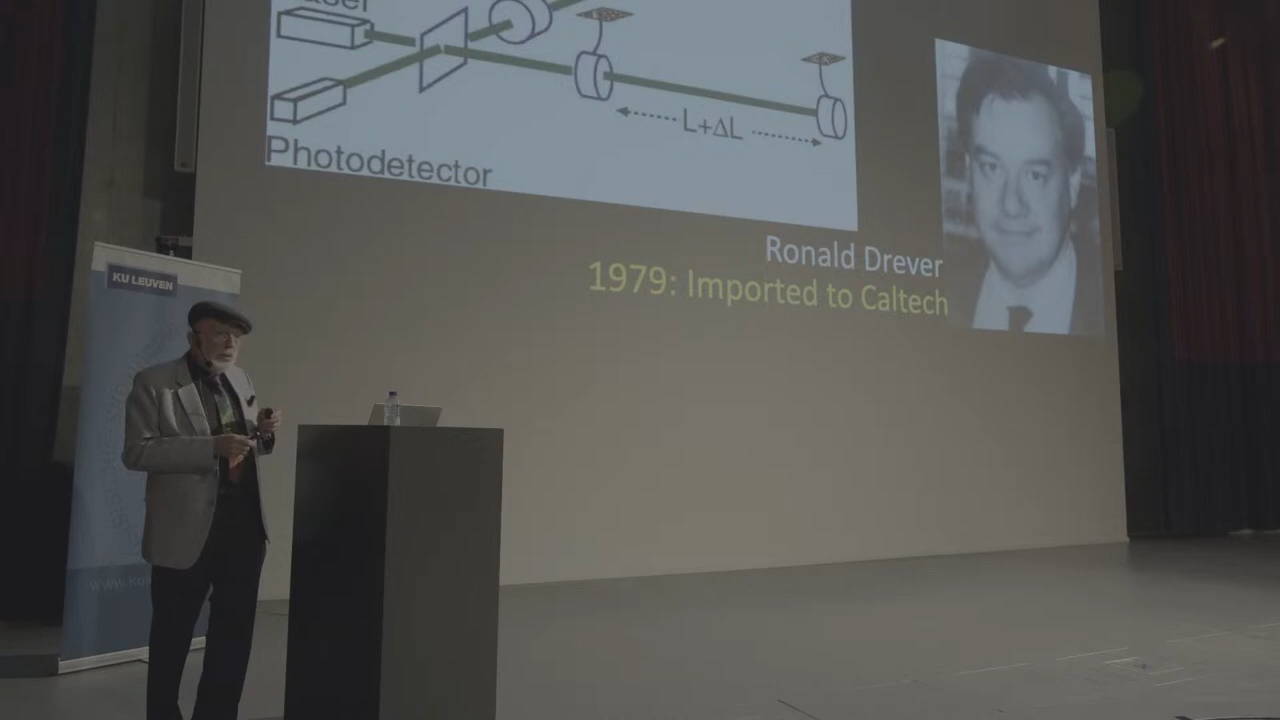 Photodetector
L+ΔL
Ronald Drever
1979: Imported to Caltech
KU LEUVEN